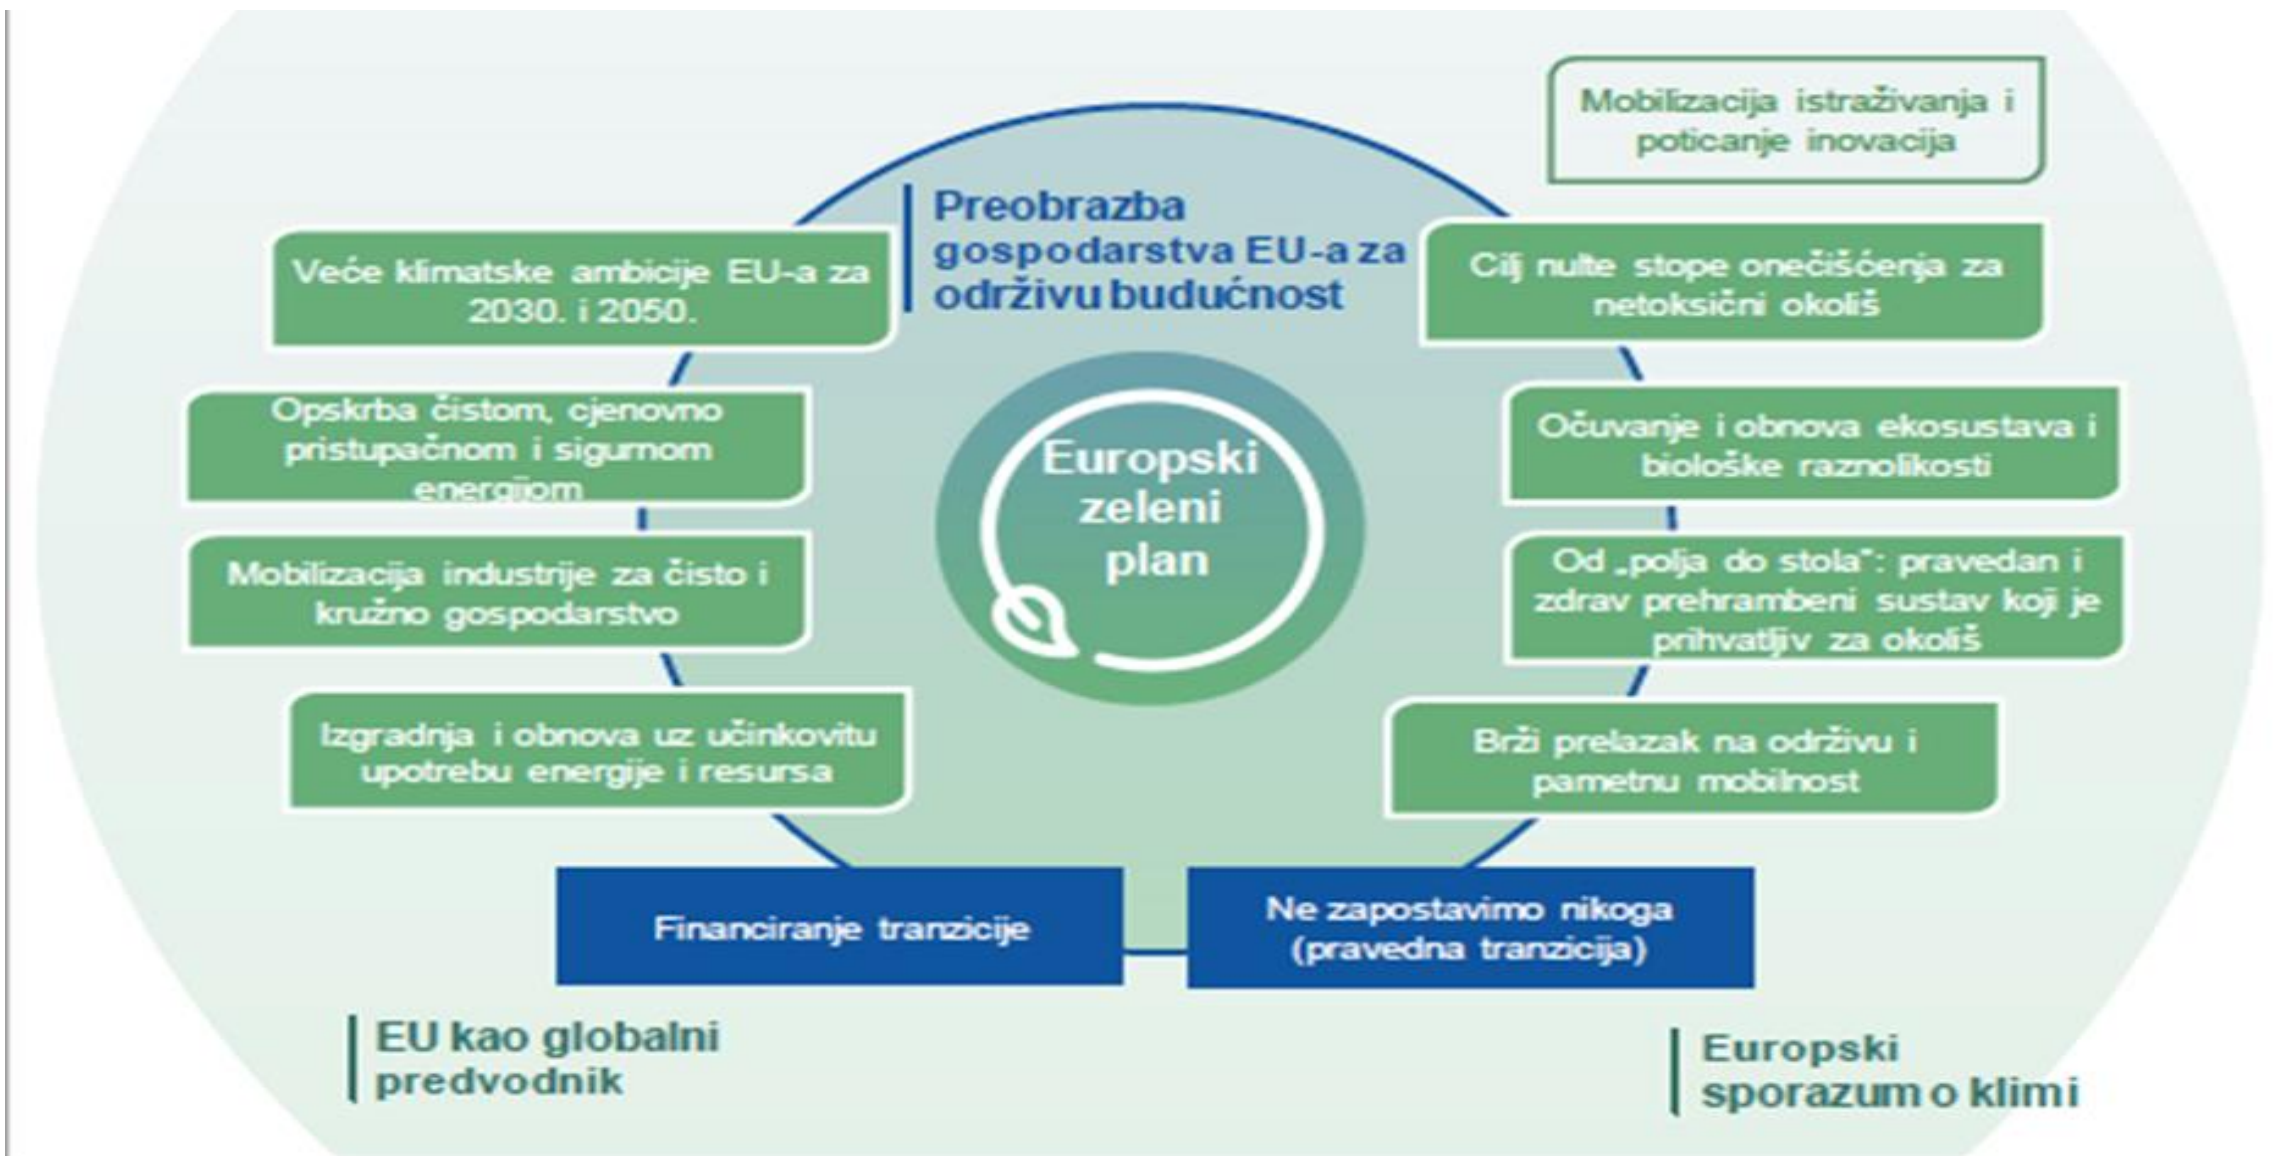 Mobilizacija istraživanja i
poticanje inovacija
Preobrazba
gospodarstva EU-a za
održivu budućnost
Veće klimatske ambicije EU-a za
2030. i 2050.
Cilj nulte stope onečišćenja za
netoksični okoliš
Opskrba čistom, cjenovno
pristupačnom i sigurnom
energijom
Očuvanje i obnova ekosustava i
biološke raznolikosti
Europski
zeleni
plan
Mobilizacija industrije za čisto i
kružno gospodarstvo
Od „polja do stola”: pravedan i
zdrav prehrambeni sustav koji je
prihvatljiv za okoliš
Izgradnja i obnova uz učinkovitu
upotrebu energije i resursa
Brži prelazak na održivu i
pametnu mobilnost
Financiranje tranzicije
Ne zapostavimo nikoga
(pravedna tranzicija)
EU kao globalni
predvodnik
Europski
sporazum o klimi